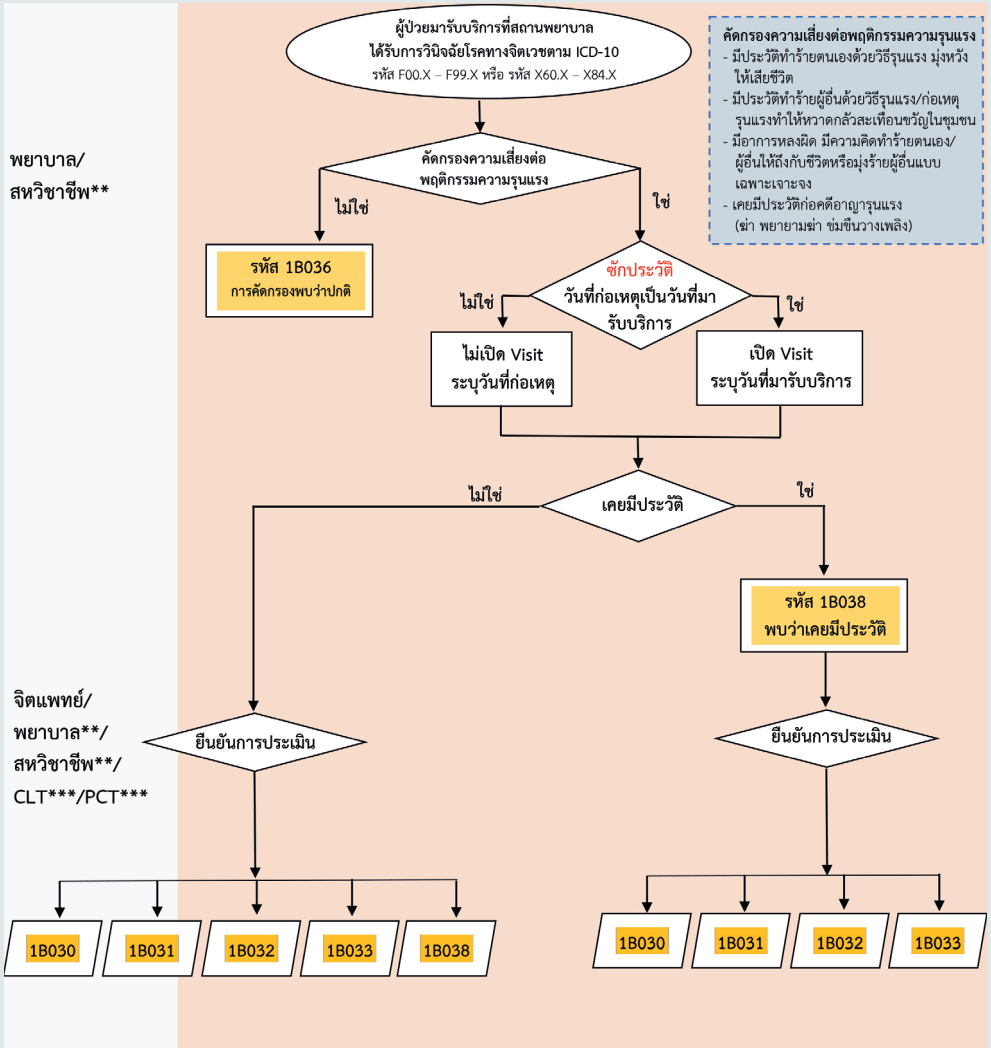 ผู้ป่วยมารับบริการที่สถานพยาบาล
ได้รับการวินิจฉัยโรคทางจิตเวชตาม ICD-10
รหัส F00.X – F99.X หรือ รหัส X60.X – X84.X
คัดกรองความเสี่ยงต่อพฤติกรรมความรุนแรง
- มีประวัติทำร้ายตนเองด้วยวิธีรุนแรง มุ่งหวัง
ให้เสียชีวิต
- มีประวัติทำร้ายผู้อื่นด้วยวิธีรุนแรง/ก่อเหตุ
รุนแรงทำให้หวาดกลัวสะเทือนขวัญในชุมชน
- มีอาการหลงผิด มีความคิดทำร้ายตนเอง/
ผู้อื่นให้ถึงกับชีวิตหรือมุ่งร้ายผู้อื่นแบบ
เฉพาะเจาะจง
- เคยมีประวัติก่อคดีอาญารุนแรง
(ฆ่า พยายามฆ่า ข่มขืนวางเพลิง)
พยาบาล/
สหวิชาชีพ**
คัดกรองความเสี่ยงต่อ
พฤติกรรมความรุนแรง
ไม่ใช่
ใช่
รหัส 1B036
การคัดกรองพบว่าปกติ
ซักประวัติ
วันที่ก่อเหตุเป็นวันที่มา
รับบริการ
ไม่ใช่
ใช่
ไม่เปิด Visit
ระบุวันที่ก่อเหตุ
เปิด Visit
ระบุวันที่มารับบริการ
ไม่ใช่
เคยมีประวัติ
ใช่
รหัส 1B038
พบว่าเคยมีประวัติ
จิตแพทย์/
พยาบาล**/
สหวิชาชีพ**/
CLT***/PCT***
ยืนยันการประเมิน
ยืนยันการประเมิน
1B030
1B031
1B032
1B033
1B038
1B030
1B031
1B032
1B033